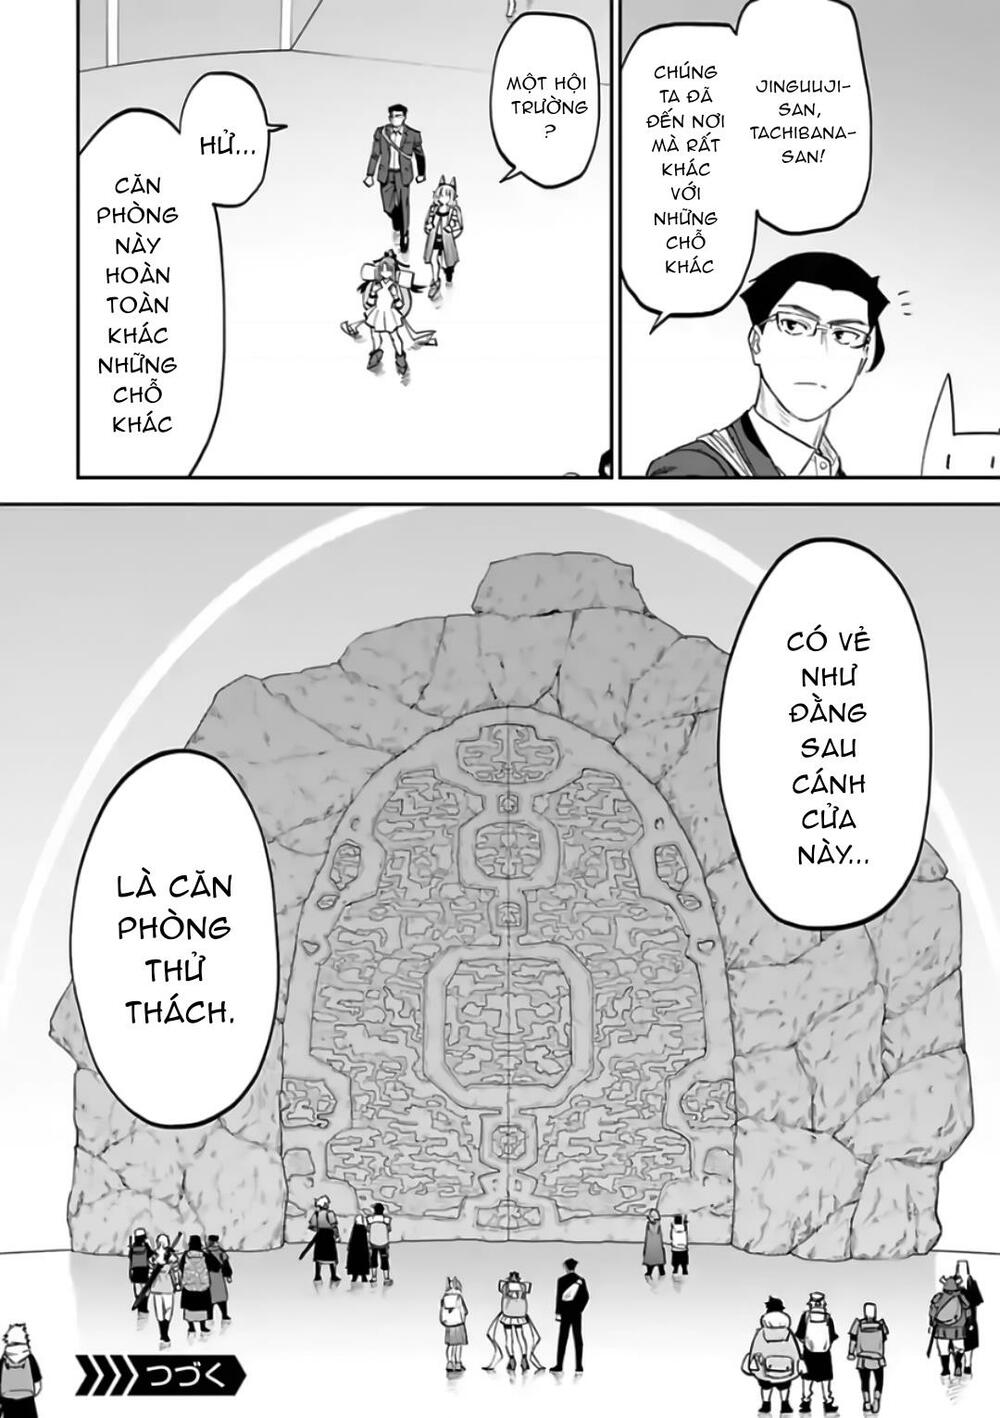 JINGUUJI-
SAN,
TACHIBANA-
SAN!
CHÚNG
TA ĐÃ
ĐẾN NƠI
MÀ RẤT
KHÁC
VỚI
NHỮNG
CHỖ
KHÁC
MỘT HỘI
TRƯỜNG
?
HỬ...
CĂN
PHÒNG
NÀY
HOÀN
TOÀN
KHÁC
NHỮNG
CHỖ
KHÁC
CÓ VẺ
NHƯ
ĐẰNG
SAU
CÁNH
CỬA
NÀY...
LÀ CĂN
PHÒNG
THỬ
THÁCH.
つづく